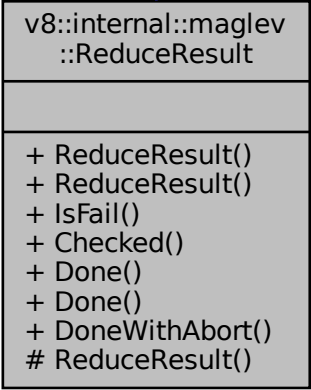 v8::internal::maglev
::ReduceResult
+ ReduceResult()
+ ReduceResult()
+ IsFail()
+ Checked()
+ Done()
+ Done()
+ DoneWithAbort()
# ReduceResult()